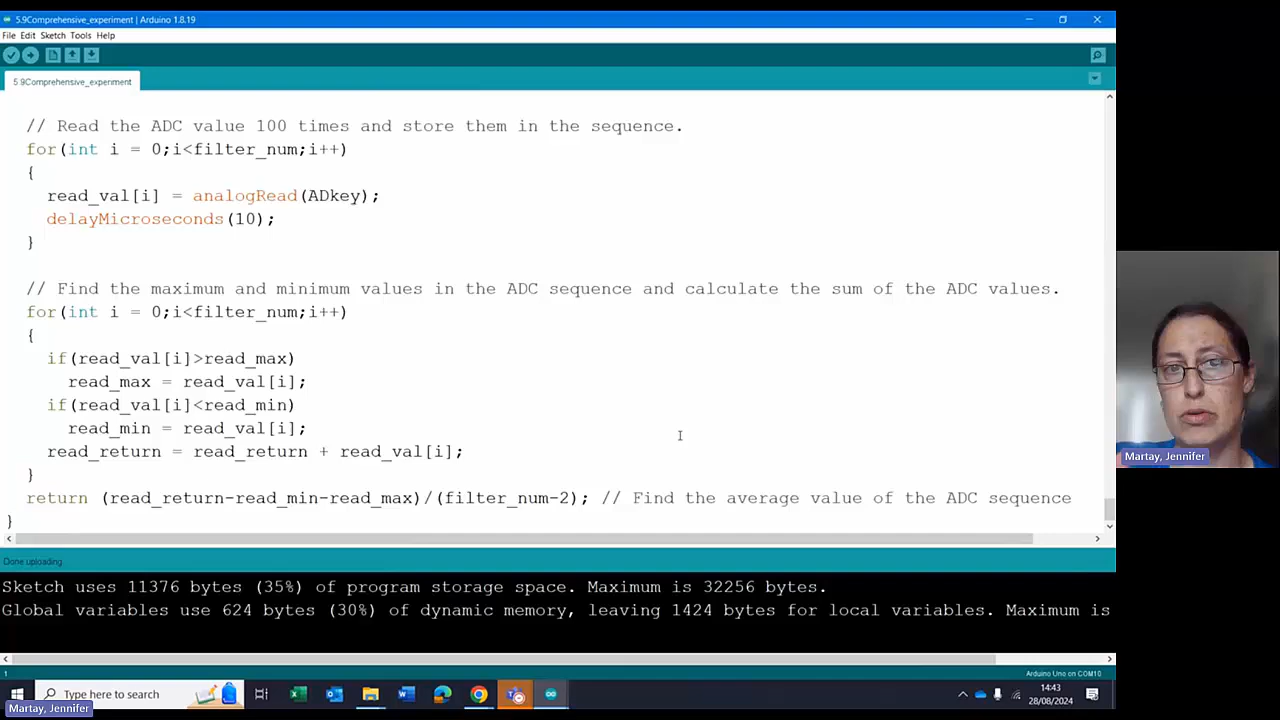 5.9Comprehensive_experiment | Arduino 1.8.19
File Edit Sketch Tools Help
5.9Comprehensive_experiment
// Read the ADC value 100 times and store them in the sequence.
for(int i = 0;i<filter_num;i++)
{
read_val[i] = analogRead(ADkey);
delayMicroseconds(10);
}
// Find the maximum and minimum values in the ADC sequence and calculate the sum of the ADC values.
for(int i = 0;i<filter_num;i++)
{
if(read_val[i]>read_max)
read_max = read_val[i];
if(read_val[i]<read_min)
read_min = read_val[i];
read_return = read_return + read_val[i];
}
return (read_return-read_min-read_max)/(filter_num-2); // Find the average value of the ADC sequence
}
Martay, Jennifer
Done uploading.
Sketch uses 11376 bytes (35%) of program storage space. Maximum is 32256 bytes.
Global variables use 624 bytes (30%) of dynamic memory, leaving 1424 bytes for local variables. Maximum is
1
Arduino Uno on COM10
Type here to search
14:43
28/08/2024
Martay, Jennifer